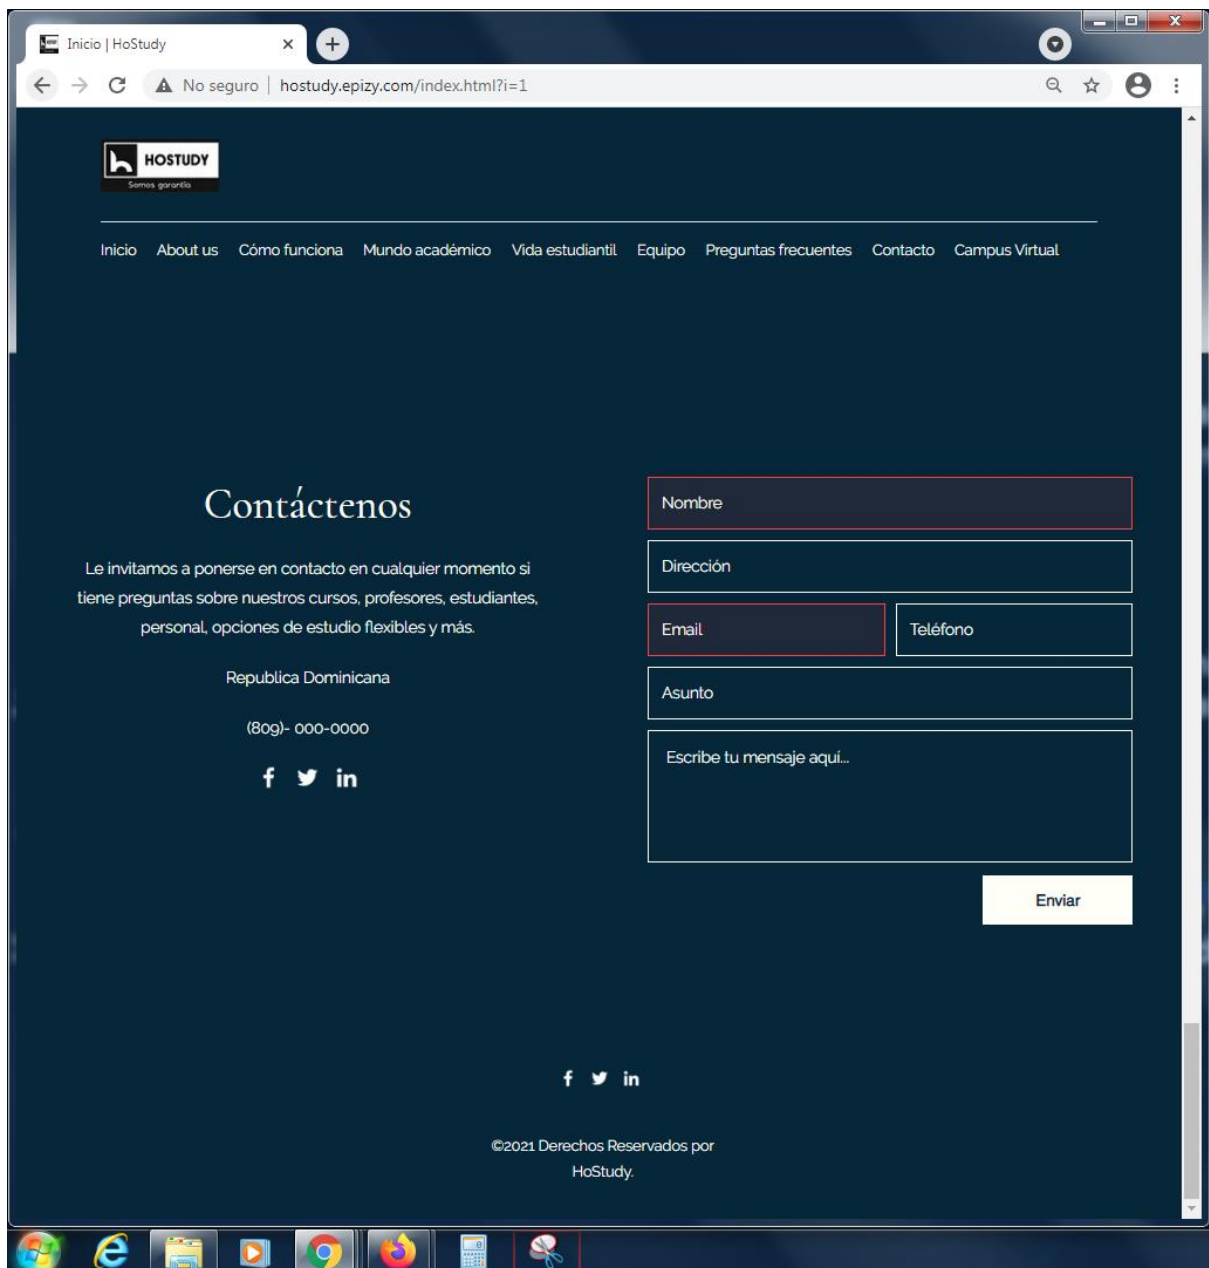 Inicio | HoStudy
No seguro | hostudy.epizy.com/index.html?i=1
HOSTUDY
Somos garantía
Inicio About us Cómo funciona Mundo académico Vida estudiantil Equipo Preguntas frecuentes Contacto Campus Virtual
Contáctenos
Le invitamos a ponerse en contacto en cualquier momento si
tiene preguntas sobre nuestros cursos, profesores, estudiantes,
personal, opciones de estudio flexibles y más.
Republica Dominicana
(809)- 000-0000
Nombre
Dirección
Email Teléfono
Asunto
Escribe tu mensaje aquí...
Enviar
©2021 Derechos Reservados por
HoStudy.